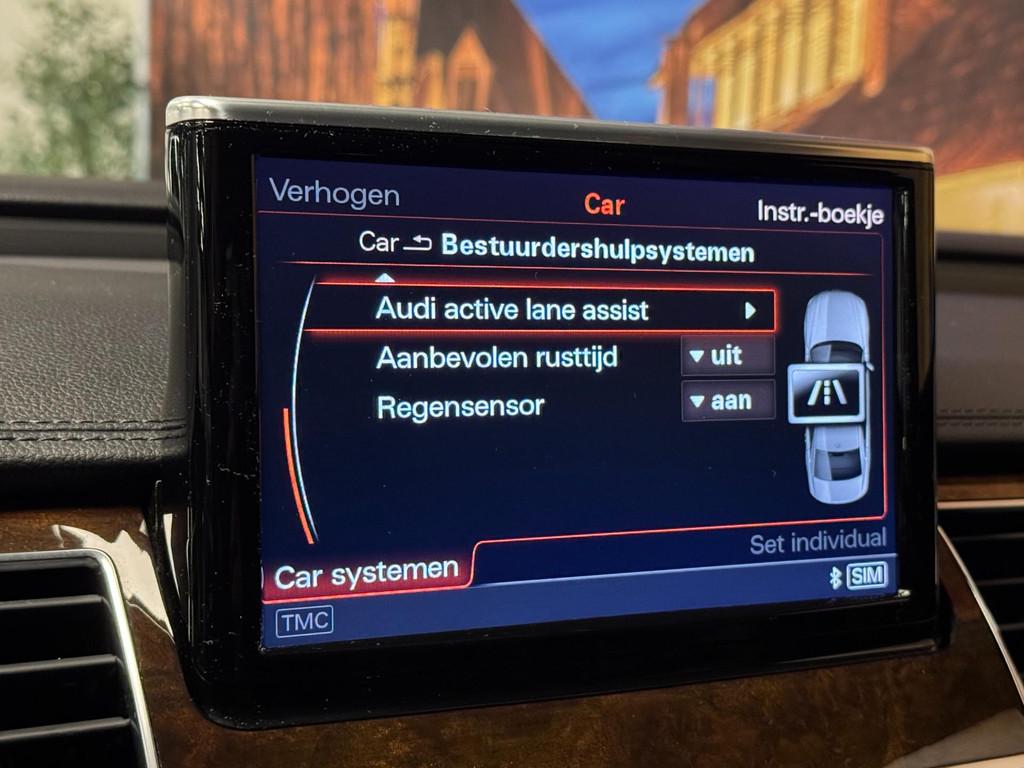 Verhogen
Car
Instr.-boekje
Car Bestuurdershulpsystemen
Audi active lane assist
Aanbevolen rusttijd uit
Regensensor aan
Set individual
Car systemen
SIM
TMC